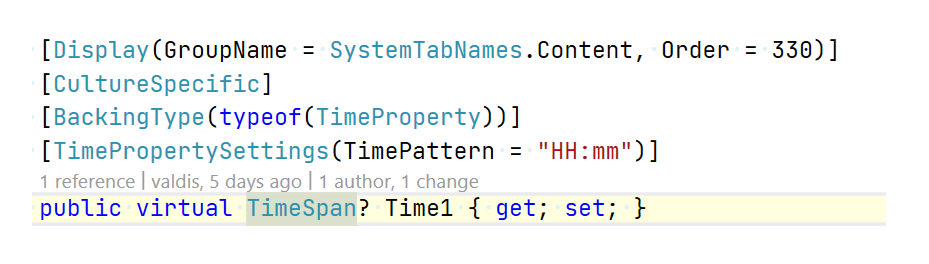 [Display(GroupName = SystemTabNames.Content, Order = 330)]
[CultureSpecific]
[BackingType(typeof(TimeProperty))]
[TimePropertySettings(TimePattern = "HH:mm")]
1 reference | valdis, 5 days ago | 1 author, 1 change
public virtual TimeSpan? Time1 { get; set; }